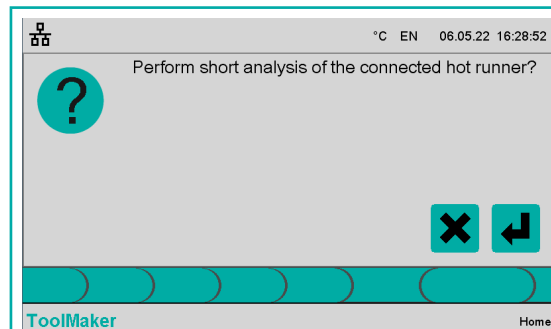 °C EN 06.05.22 16:28:52
Perform short analysis of the connected hot runner?
?
ToolMaker Home